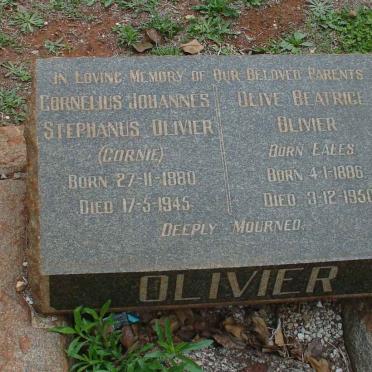 In Loving Memory of Our Beloved Parents
Cornelius Johannes
Stephanus Olivier
(Cornie)
Born 27-11-1880
Died 17-5-1945
Olive Beatrice
Olivier
Born Eales
Born 4-1-1886
Died 3-12-1950
Deeply Mourned.
OLIVIER